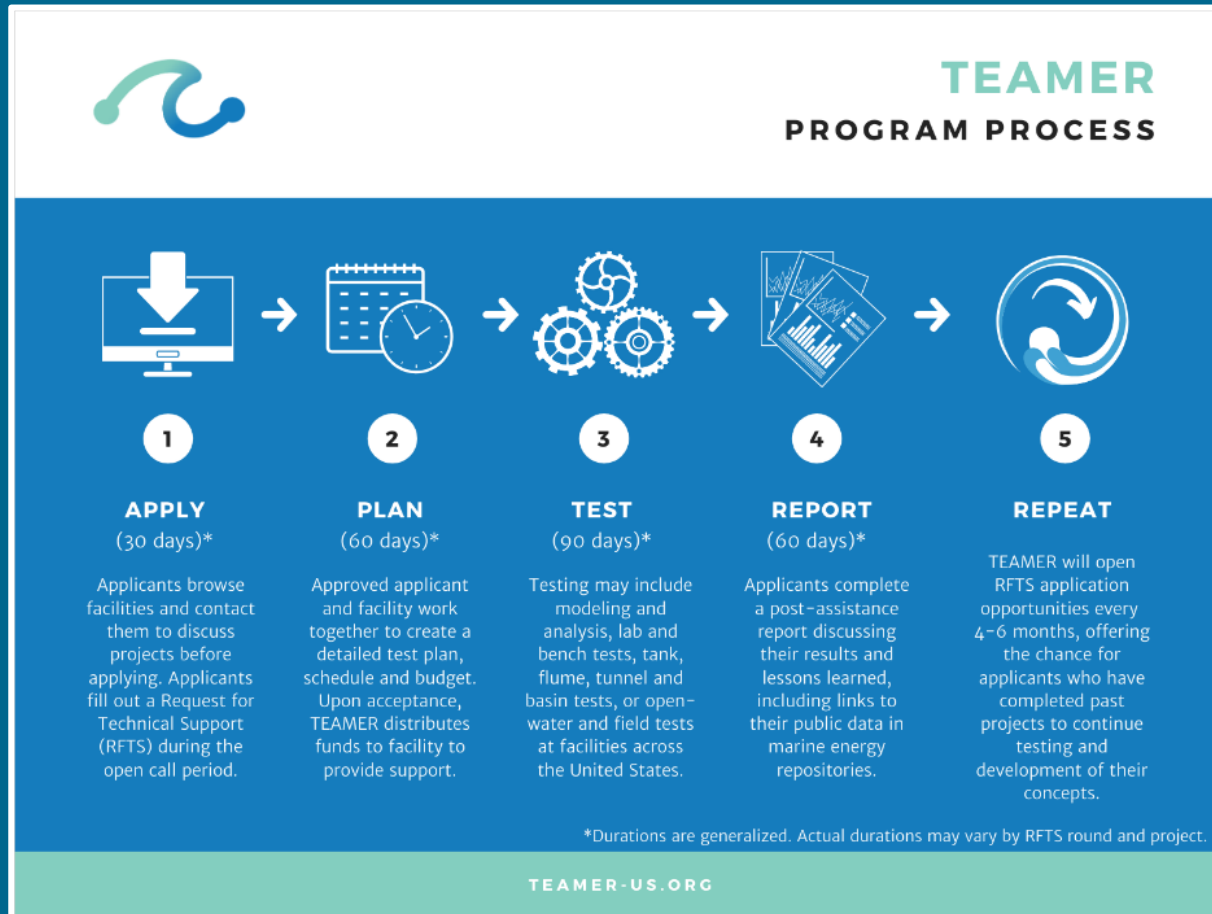 TEAMER
PROGRAM PROCESS
1
APPLY
(30 days)*
Applicants browse
facilities and contact
them to discuss
projects before
applying. Applicants
fill out a Request for
Technical Support
(RFTS) during the
open call period.
2
PLAN
(60 days)*
Approved applicant
and facility work
together to create a
detailed test plan,
schedule and budget.
Upon acceptance,
TEAMER distributes
funds to facility to
provide support.
3
TEST
(90 days)*
Testing may include
modeling and
analysis, lab and
bench tests, tank,
flume, tunnel and
basin tests, or open-
water and field tests
at facilities across
the United States.
4
REPORT
(60 days)*
Applicants complete
a post-assistance
report discussing
their results and
lessons learned,
including links to
their public data in
marine energy
repositories.
5
REPEAT
TEAMER will open
RFTS application
opportunities every
4-6 months, offering
the chance for
applicants who have
completed past
projects to continue
testing and
development of their
concepts.
*Durations are generalized. Actual durations may vary by RFTS round and project.
TEAMER-US.ORG